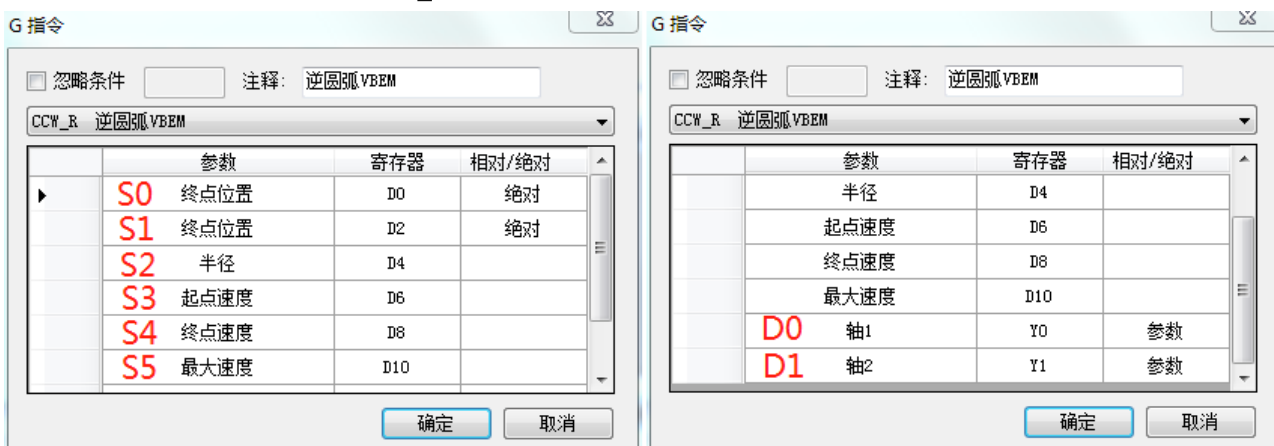 G 指令
忽略条件 注释: 逆圆弧VBEM
CCW_R 逆圆弧VBEM
参数 寄存器 相对/绝对
S0 终点位置 D0 绝对
S1 终点位置 D2 绝对
S2 半径 D4
S3 起点速度 D6
S4 终点速度 D8
S5 最大速度 D10
确定 取消
G 指令
忽略条件 注释: 逆圆弧VBEM
CCW_R 逆圆弧VBEM
参数 寄存器 相对/绝对
半径 D4
起点速度 D6
终点速度 D8
最大速度 D10
D0 轴1 Y0 参数
D1 轴2 Y1 参数
确定 取消